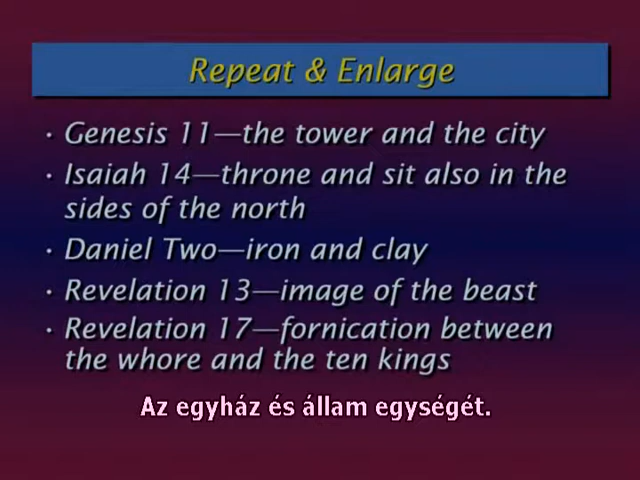 Repeat & Enlarge
• Genesis 11—the tower and the city
• Isaiah 14—throne and sit also in the
sides of the north
• Daniel Two—iron and clay
• Revelation 13—image of the beast
• Revelation 17—fornication between
the whore and the ten kings
Az egyház és állam egységét.